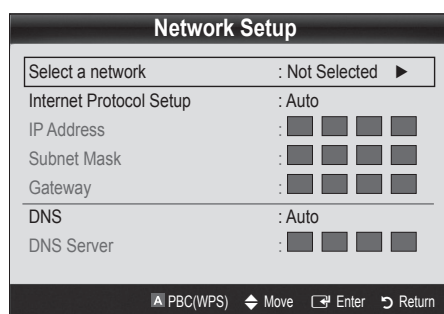 Network Setup
Select a network : Not Selected ►
Internet Protocol Setup : Auto
IP Address :
Subnet Mask :
Gateway :
DNS : Auto
DNS Server :
A PBC(WPS) Move Enter Return